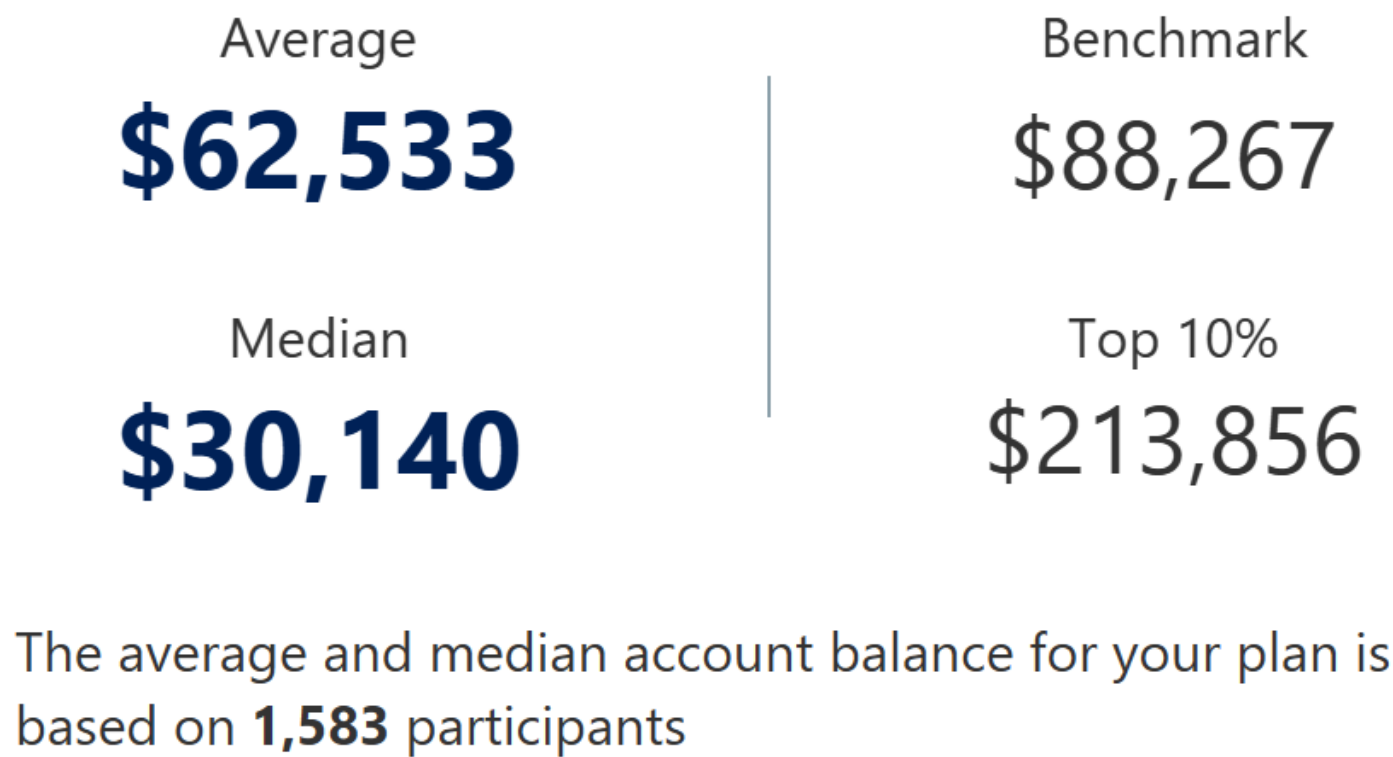 Average
$62,533
Median
$30,140
Benchmark
$88,267
Top 10%
$213,856
The average and median account balance for your plan is
based on 1,583 participants